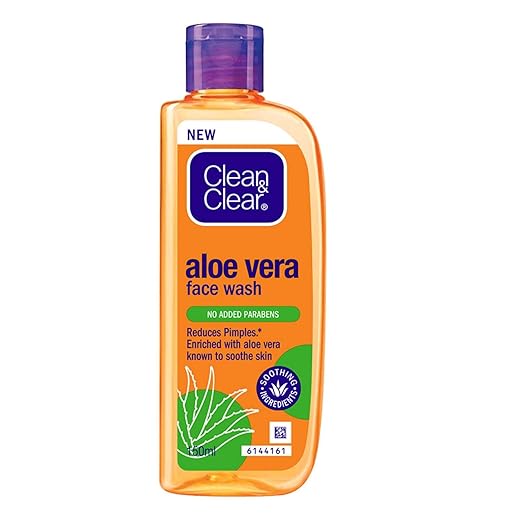 NEW
Clean
&
Clear®
aloe vera
face wash
NO ADDED PARABENS
Reduces Pimples.*
Enriched with aloe vera
known to soothe skin
SOOTHING
INGREDIENTS
150ml
6144161